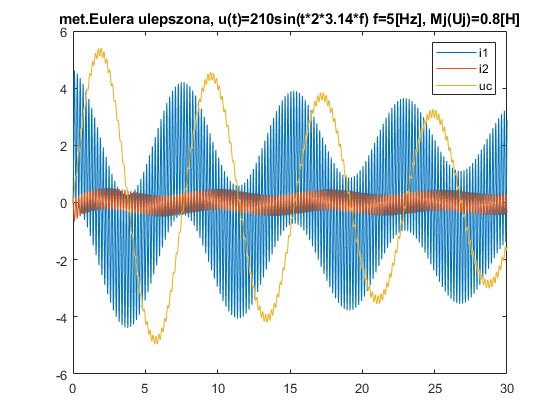 met.Eulera ulepszona, u(t)=210sin(t*2*3.14*f) f=5[Hz], Mj(Uj)=0.8[H]
6
4
2
0
-2
-4
-6
0 5 10 15 20 25 30
i1
i2
uc